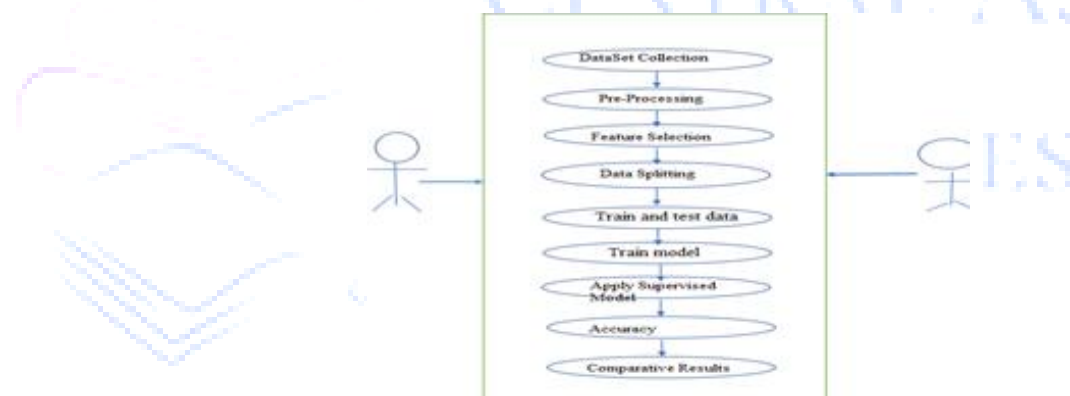 DataSet Collection
Pre-Processing
Feature Selection
Data Splitting
Train and test data
Train model
Apply Supervised
Model
Accuracy
Comparative Results